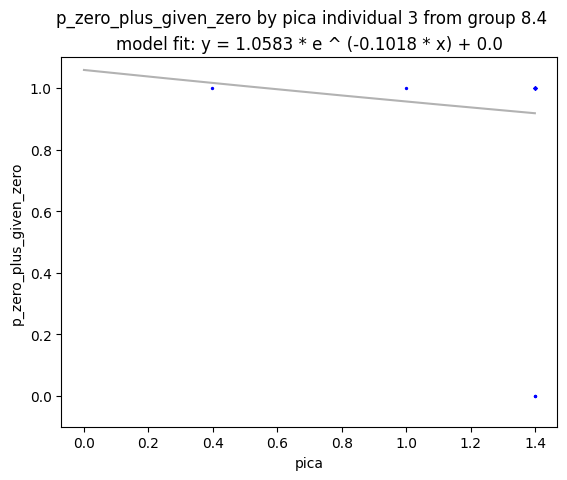 p_zero_plus_given_zero by pica individual 3 from group 8.4
model fit: y = 1.0583 * e ^ (-0.1018 * x) + 0.0
1.0
0.8
0.6
0.4
0.2
0.0
p_zero_plus_given_zero
0.0 0.2 0.4 0.6 0.8 1.0 1.2 1.4
pica